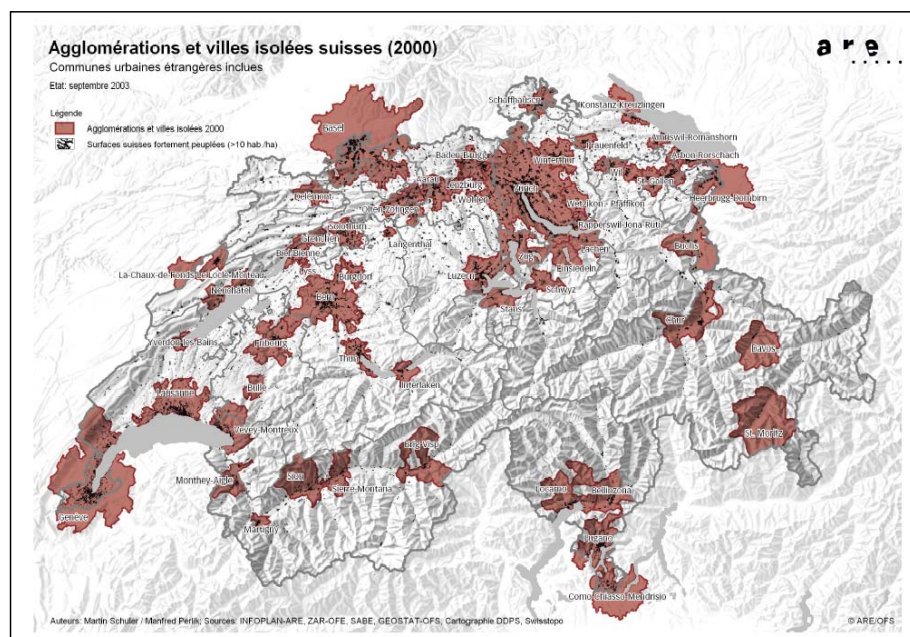 Agglomérations et villes isolées suisses (2000)
Communes urbaines étrangères incluses
Etat: septembre 2003
are
Légende
Agglomérations et villes isolées 2000
Surfaces suisses fortement peuplées (>10 hab./ha)
Schaffhausen
Konstanz-Kreuzlingen
Basel
Amriswil-Romanshorn
Frauenfeld
Baden-Brugg
Winterthur
Arbon-Rorschach
Wil
St. Gallen
Aarau
Lenzburg
Zürich
Delémont
Heerbrugg-Dornbirn
Olten-Zofingen
Wohlen
Wetzikon - Pfäffikon
Solothurn
Rapperswil-Jona-Rüti
Grenchen
Langenthal
Lachen
Buchs
Biel/Bienne
Zug
Einsiedeln
La-Chaux-de-Fonds-Le Locle-Morteau
Lyss
Burgdorf
Luzern
Schwyz
Neuchâtel
Bern
Stans
Chur
Yverdon-les-Bains
Fribourg
Davos
Thun
Interlaken
Bulle
Lausanne
Vevey-Montreux
St. Moritz
Brig-Visp
Sion
Monthey-Aigle
Sierre-Montana
Locarno
Bellinzona
Genève
Martigny
Lugano
Como-Chiasso-Mendrisio
Auteurs: Martin Schuler / Manfred Perlik; Sources: INFOPLAN-ARE, ZAR-OFE, SABE, GEOSTAT-OFS, Cartographie DDPS, Swisstopo
© ARE/OFS